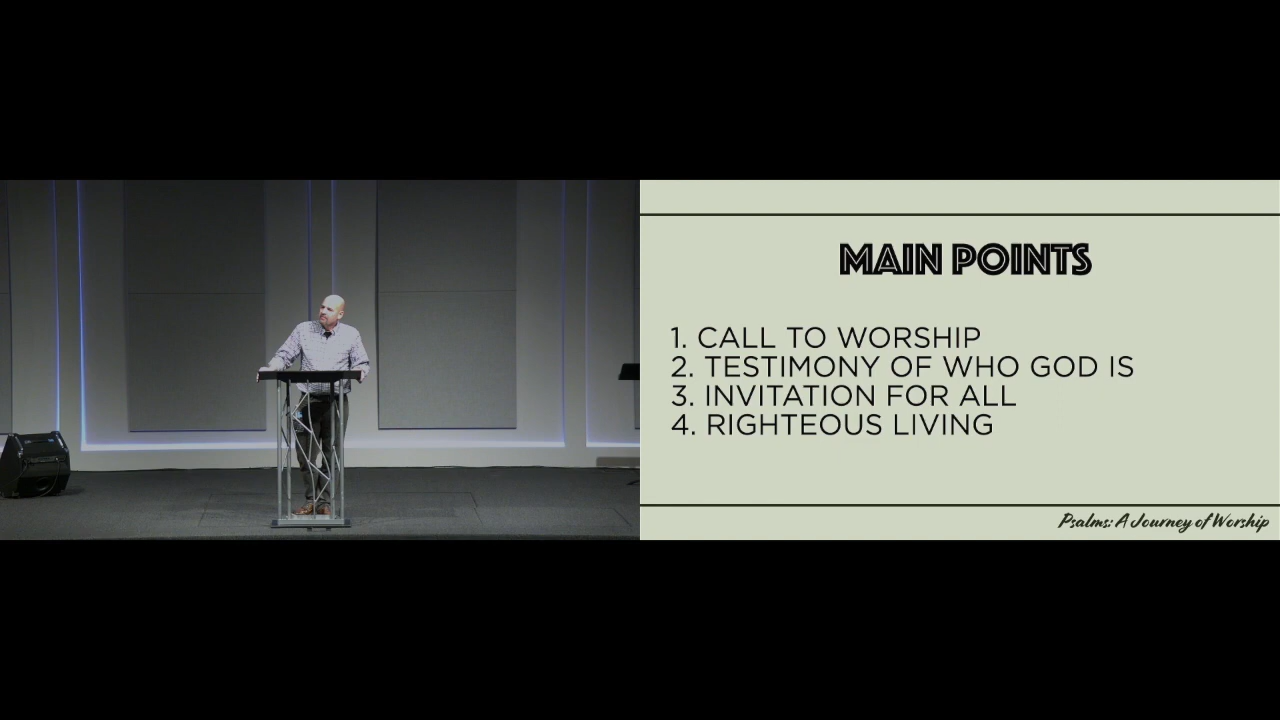 MAIN POINTS
1. CALL TO WORSHIP
2. TESTIMONY OF WHO GOD IS
3. INVITATION FOR ALL
4. RIGHTEOUS LIVING
Psalms: A Journey of Worship